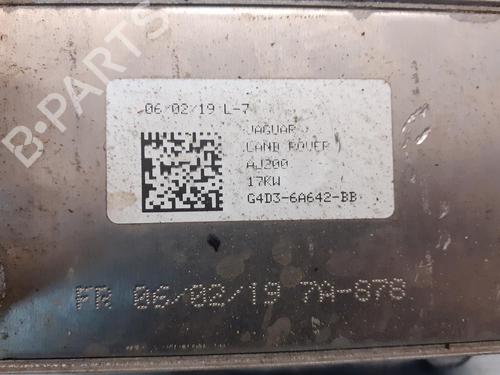 B-PARTS
06/02/19 L-7
JAGUAR
LAND ROVER
AJ200
17KW
G4D3-6A642-BB
FR 06/02/19 7A-878